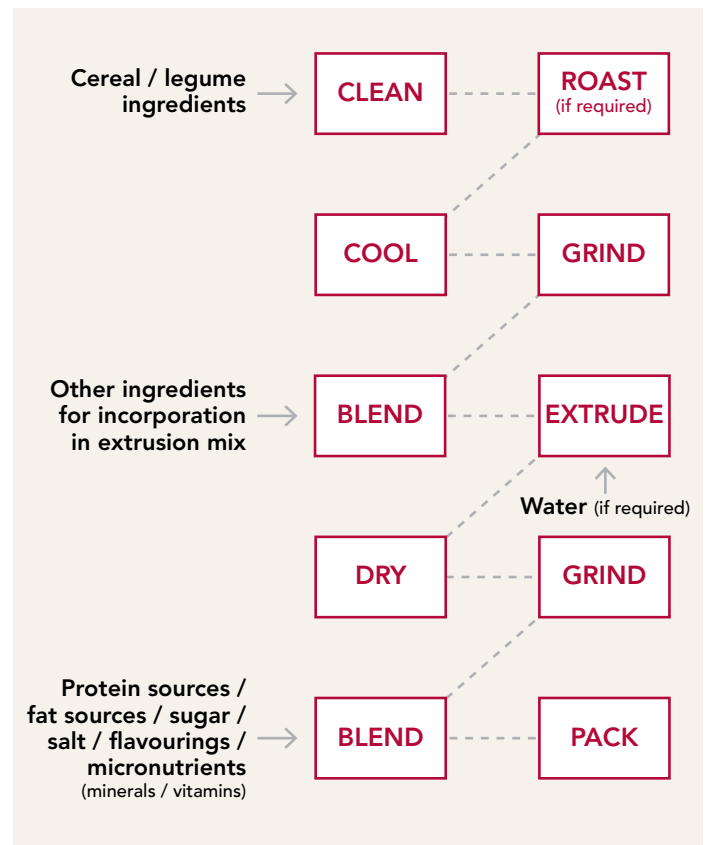 Cereal / legume
ingredients
CLEAN
ROAST
(if required)
COOL
GRIND
Other ingredients
for incorporation
in extrusion mix
BLEND
EXTRUDE
Water (if required)
DRY
GRIND
Protein sources /
fat sources / sugar /
salt / flavourings /
micronutrients
(minerals / vitamins)
BLEND
PACK